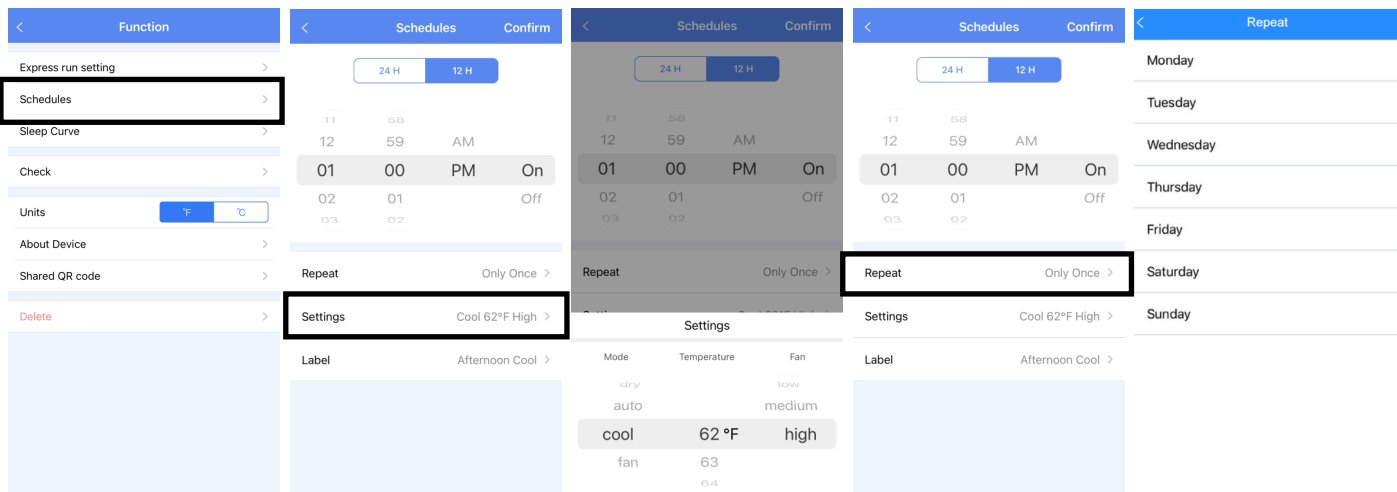 Function
Express run setting
Schedules
Sleep Curve
Check
Units °F °C
About Device
Shared QR code
Delete
Schedules Confirm
24 H 12 H
11 58
12 59 AM
01 00 PM On
02 01 Off
03 02
Repeat Only Once
Settings Cool 62°F High
Label Afternoon Cool
Schedules Confirm
24 H 12 H
11 58
12 59 AM
01 00 PM On
02 01 Off
03 02
Repeat Only Once
Settings
Mode Temperature Fan
dry low
auto medium
cool 62 °F high
fan 63
64
Schedules Confirm
24 H 12 H
11 58
12 59 AM
01 00 PM On
02 01 Off
03 02
Repeat Only Once
Settings Cool 62°F High
Label Afternoon Cool
Repeat
Monday
Tuesday
Wednesday
Thursday
Friday
Saturday
Sunday